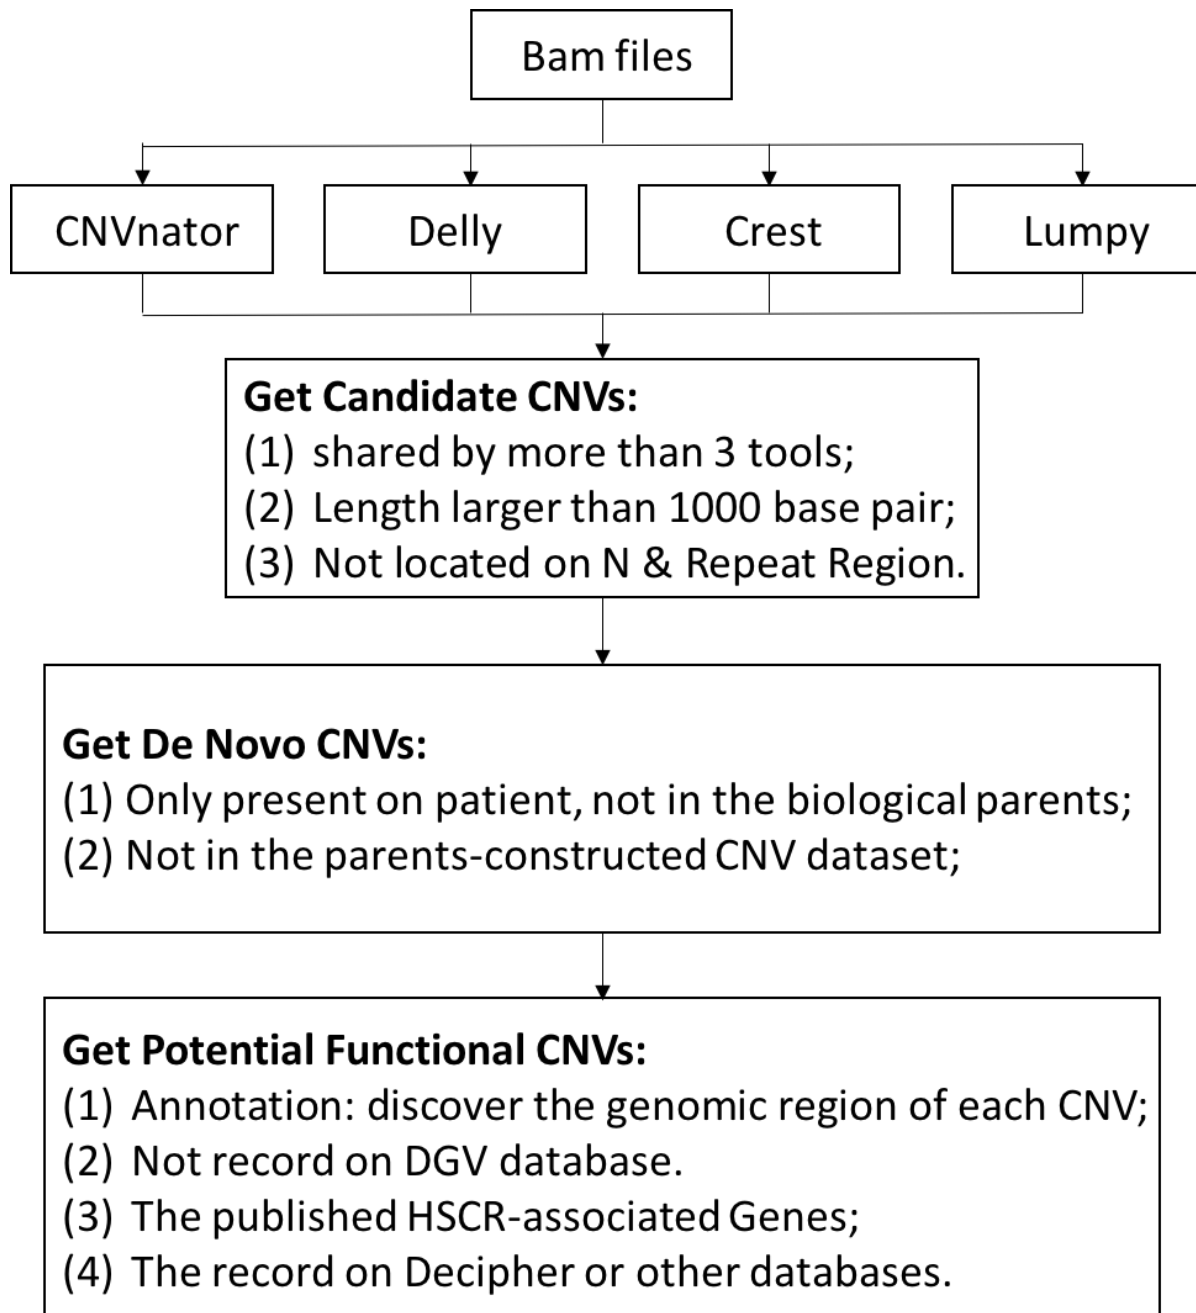 Bam files
CNVnator
Delly
Crest
Lumpy
Get Candidate CNVs:
(1) shared by more than 3 tools;
(2) Length larger than 1000 base pair;
(3) Not located on N & Repeat Region.
Get De Novo CNVs:
(1) Only present on patient, not in the biological parents;
(2) Not in the parents-constructed CNV dataset;
Get Potential Functional CNVs:
(1) Annotation: discover the genomic region of each CNV;
(2) Not record on DGV database.
(3) The published HSCR-associated Genes;
(4) The record on Decipher or other databases.